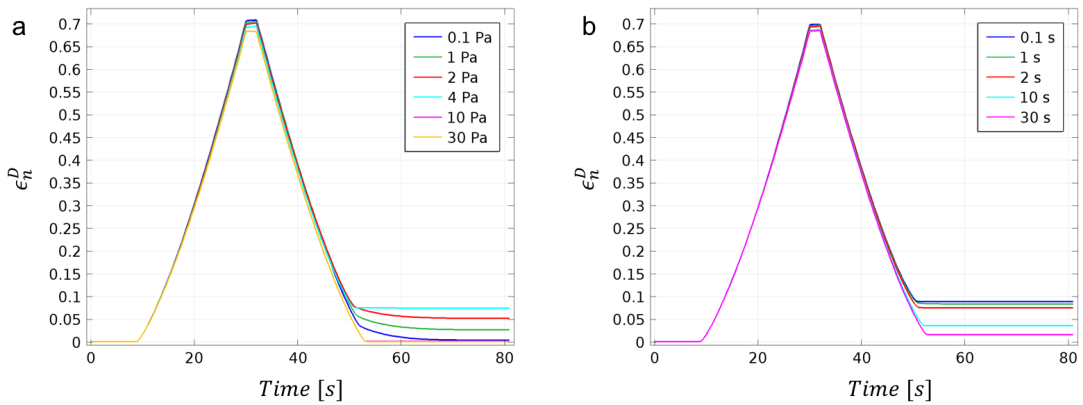 a
0.7
0.65
0.6
0.55
0.5
0.45
0.4
0.35
0.3
0.25
0.2
0.15
0.1
0.05
0
ϵₙᴰ
0.1 Pa
1 Pa
2 Pa
4 Pa
10 Pa
30 Pa
0 20 40 60 80
Time [s]
b
0.7
0.65
0.6
0.55
0.5
0.45
0.4
0.35
0.3
0.25
0.2
0.15
0.1
0.05
0
ϵₙᴰ
0.1 s
1 s
2 s
10 s
30 s
0 20 40 60 80
Time [s]